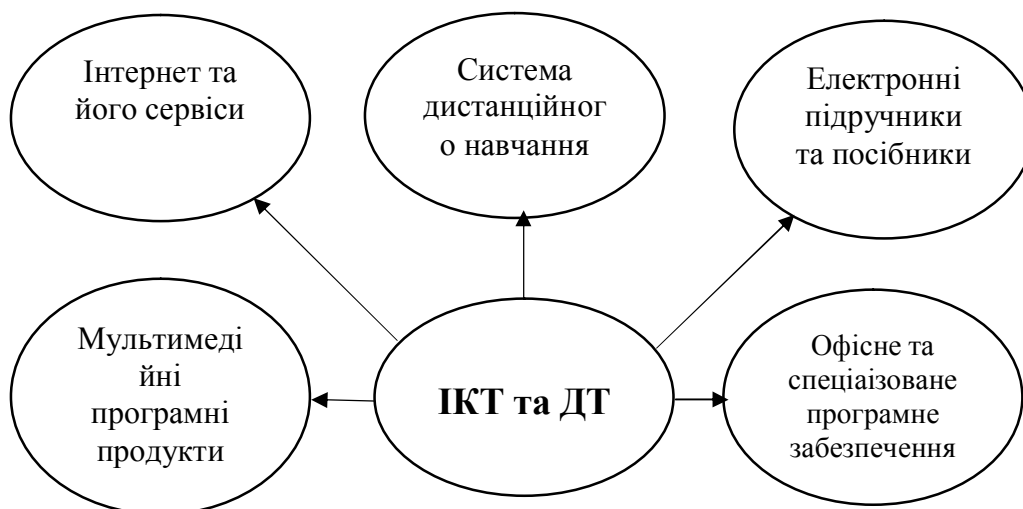 Інтернет та
його сервіси
Система
дистанційног
о навчання
Електронні
підручники
та посібники
Мультимеді
йні
програмні
продукти
ІКТ та ДТ
Офісне та
спеціаізоване
програмне
забезпечення